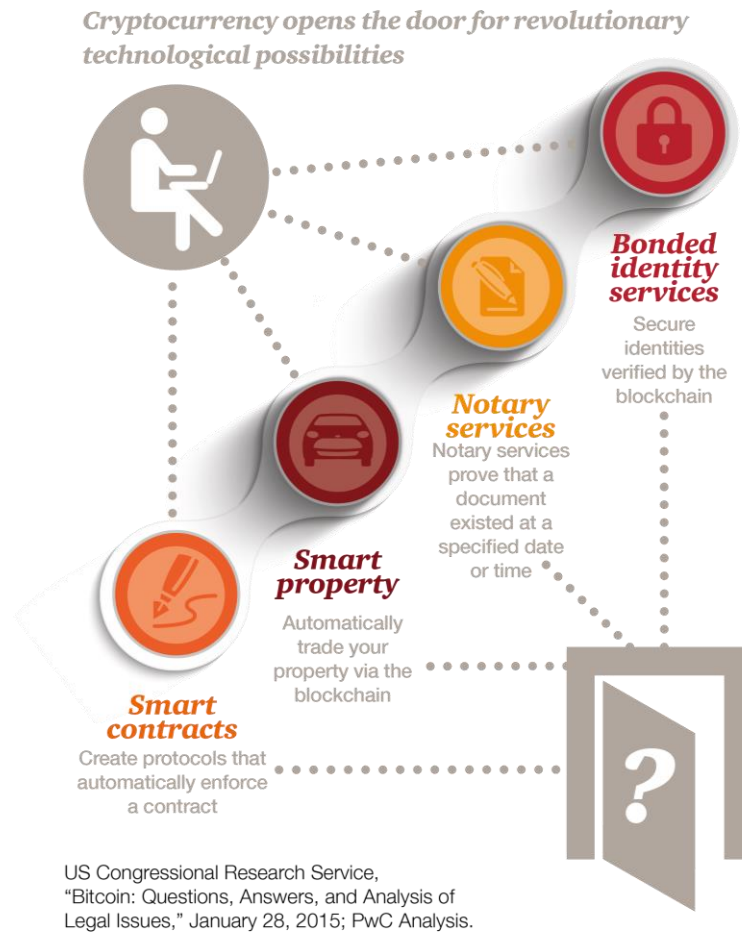 Cryptocurrency opens the door for revolutionary
technological possibilities
Bonded
identity
services
Secure
identities
verified by the
blockchain
Notary
services
Notary services
prove that a
document
existed at a
specified date
or time
Smart
property
Automatically
trade your
property via the
blockchain
Smart
contracts
Create protocols that
automatically enforce
a contract
?
US Congressional Research Service,
“Bitcoin: Questions, Answers, and Analysis of
Legal Issues,” January 28, 2015; PwC Analysis.